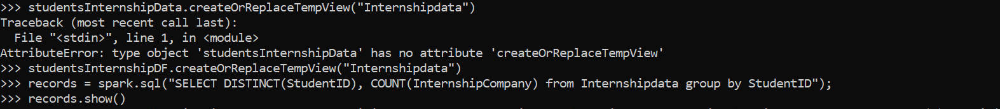 >>> studentsInternshipData.createOrReplaceTempView("Internshipdata")
Traceback (most recent call last):
  File "<stdin>", line 1, in <module>
AttributeError: type object 'studentsInternshipData' has no attribute 'createOrReplaceTempView'
>>> studentsInternshipDF.createOrReplaceTempView("Internshipdata")
>>> records = spark.sql("SELECT DISTINCT(StudentID), COUNT(InternshipCompany) from Internshipdata group by StudentID");
>>> records.show()